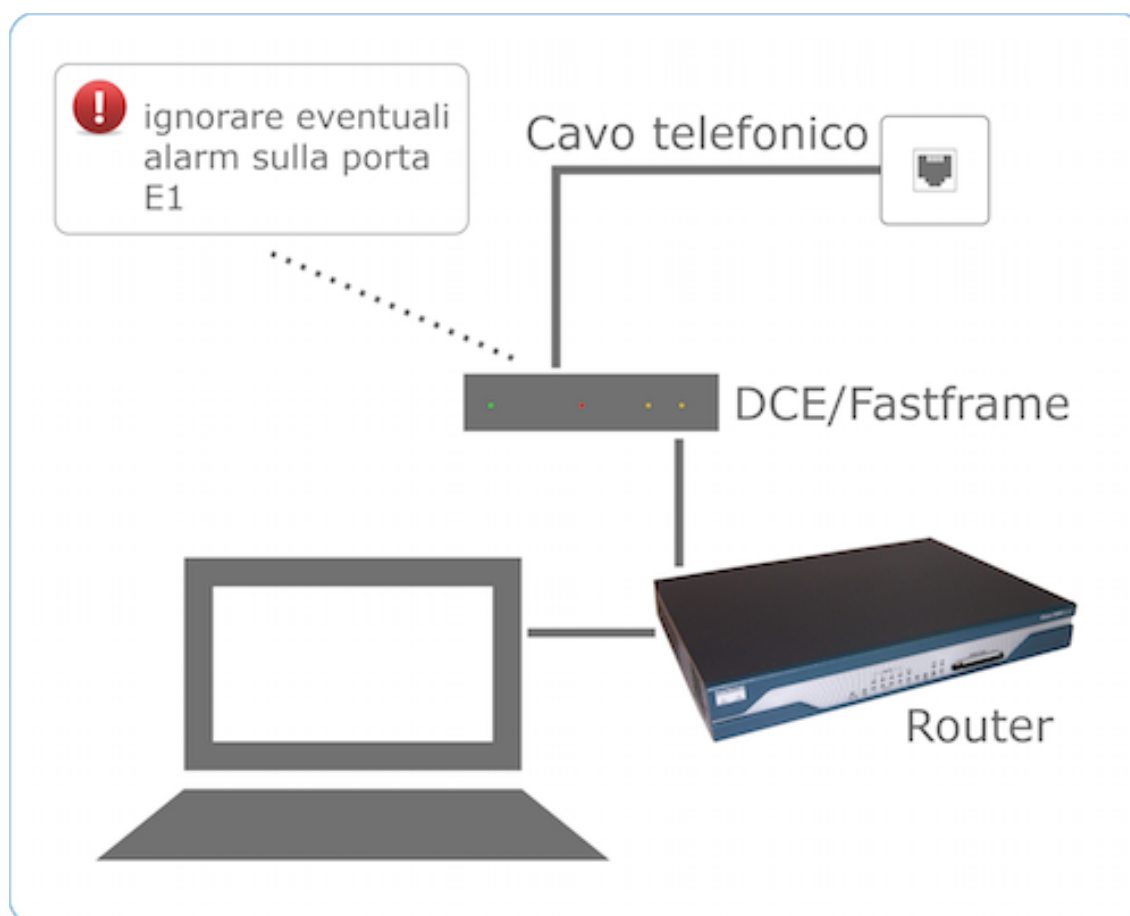 ignorare eventuali
alarm sulla porta
E1
Cavo telefonico
DCE/Fastframe
Router